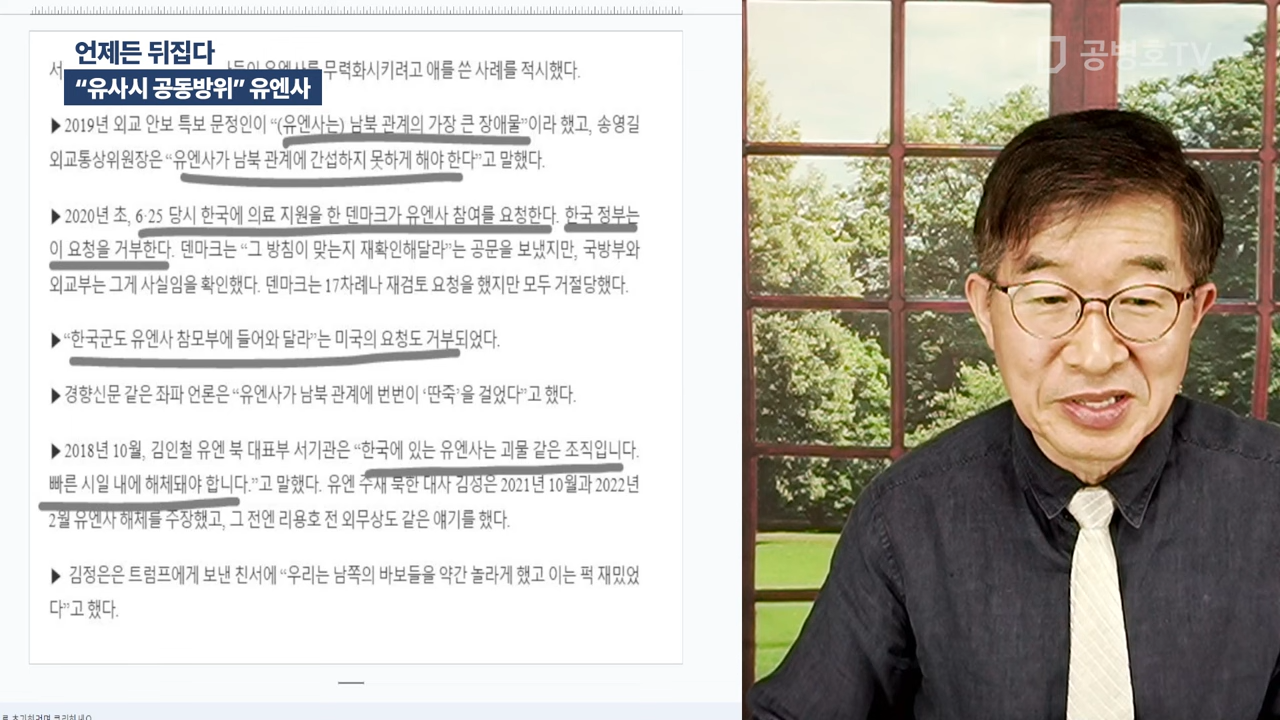 언제든 뒤집다
“유사시 공동방위” 유엔사
공병호TV
서 유엔사를 무력화시키려고 애를 쓴 사례를 적시했다.
▶2019년 외교 안보 특보 문정인이 “(유엔사는) 남북 관계의 가장 큰 장애물”이라 했고, 송영길
외교통상위원장은 “유엔사가 남북 관계에 간섭하지 못하게 해야 한다”고 말했다.
▶2020년 초, 6·25 당시 한국에 의료 지원을 한 덴마크가 유엔사 참여를 요청한다. 한국 정부는
이 요청을 거부한다. 덴마크는 “그 방침이 맞는지 재확인해달라”는 공문을 보냈지만, 국방부와
외교부는 그게 사실임을 확인했다. 덴마크는 17차례나 재검토 요청을 했지만 모두 거절당했다.
▶“한국군도 유엔사 참모부에 들어와 달라”는 미국의 요청도 거부되었다.
▶경향신문 같은 좌파 언론은 “유엔사가 남북 관계에 번번이 ‘딴죽’을 걸었다”고 했다.
▶2018년 10월, 김인철 유엔 북 대표부 서기관은 “한국에 있는 유엔사는 괴물 같은 조직입니다.
빠른 시일 내에 해체돼야 합니다.”고 말했다. 유엔 주재 북한 대사 김성은 2021년 10월과 2022년
2월 유엔사 해체를 주장했고, 그 전엔 리용호 전 외무상도 같은 얘기를 했다.
▶ 김정은은 트럼프에게 보낸 친서에 “우리는 남쪽의 바보들을 약간 놀라게 했고 이는 퍽 재밌었
다”고 했다.